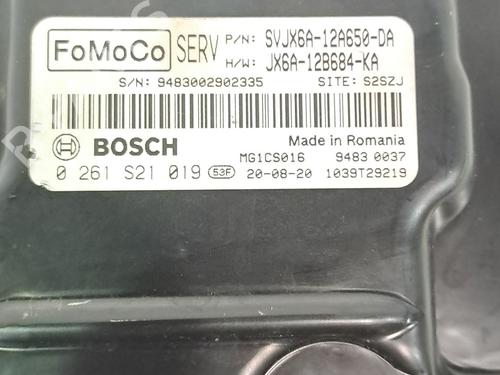 FoMoCo SERV P/N: SVJX6A-12A650-DA
H/W: JX6A-12B684-KA
S/N: 9483002902335 SITE: S2SZJ
BOSCH Made in Romania
MG1CS016 9483 0037
0 261 S21 019 53F 20-08-20 1039T29219